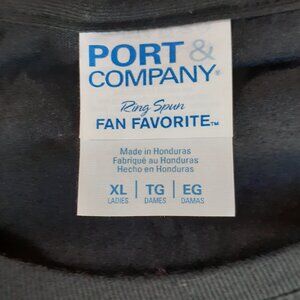 PORT &
COMPANY®
Ring Spun
FAN FAVORITE™
Made in Honduras
Fabriqué au Honduras
Hecho en Honduras
XL | TG | EG
LADIES | DAMES | DAMAS